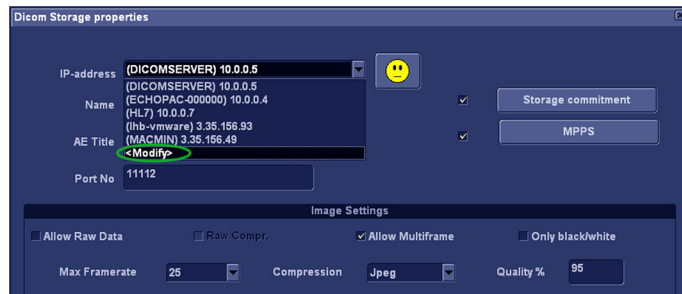 Dicom Storage properties
IP-address (DICOMSERVER) 10.0.0.5
(DICOMSERVER) 10.0.0.5
(ECHOPAC-000000) 10.0.0.4
Name
Storage commitment
(HL7) 10.0.0.7
(lhb-vmware) 3.35.156.93
MPPS
AE Title (MACMIN) 3.35.156.49
<Modify>
Port No 11112
Image Settings
Allow Raw Data Raw Compr. Allow Multiframe Only black/white
Max Framerate 25 Compression Jpeg Quality % 95